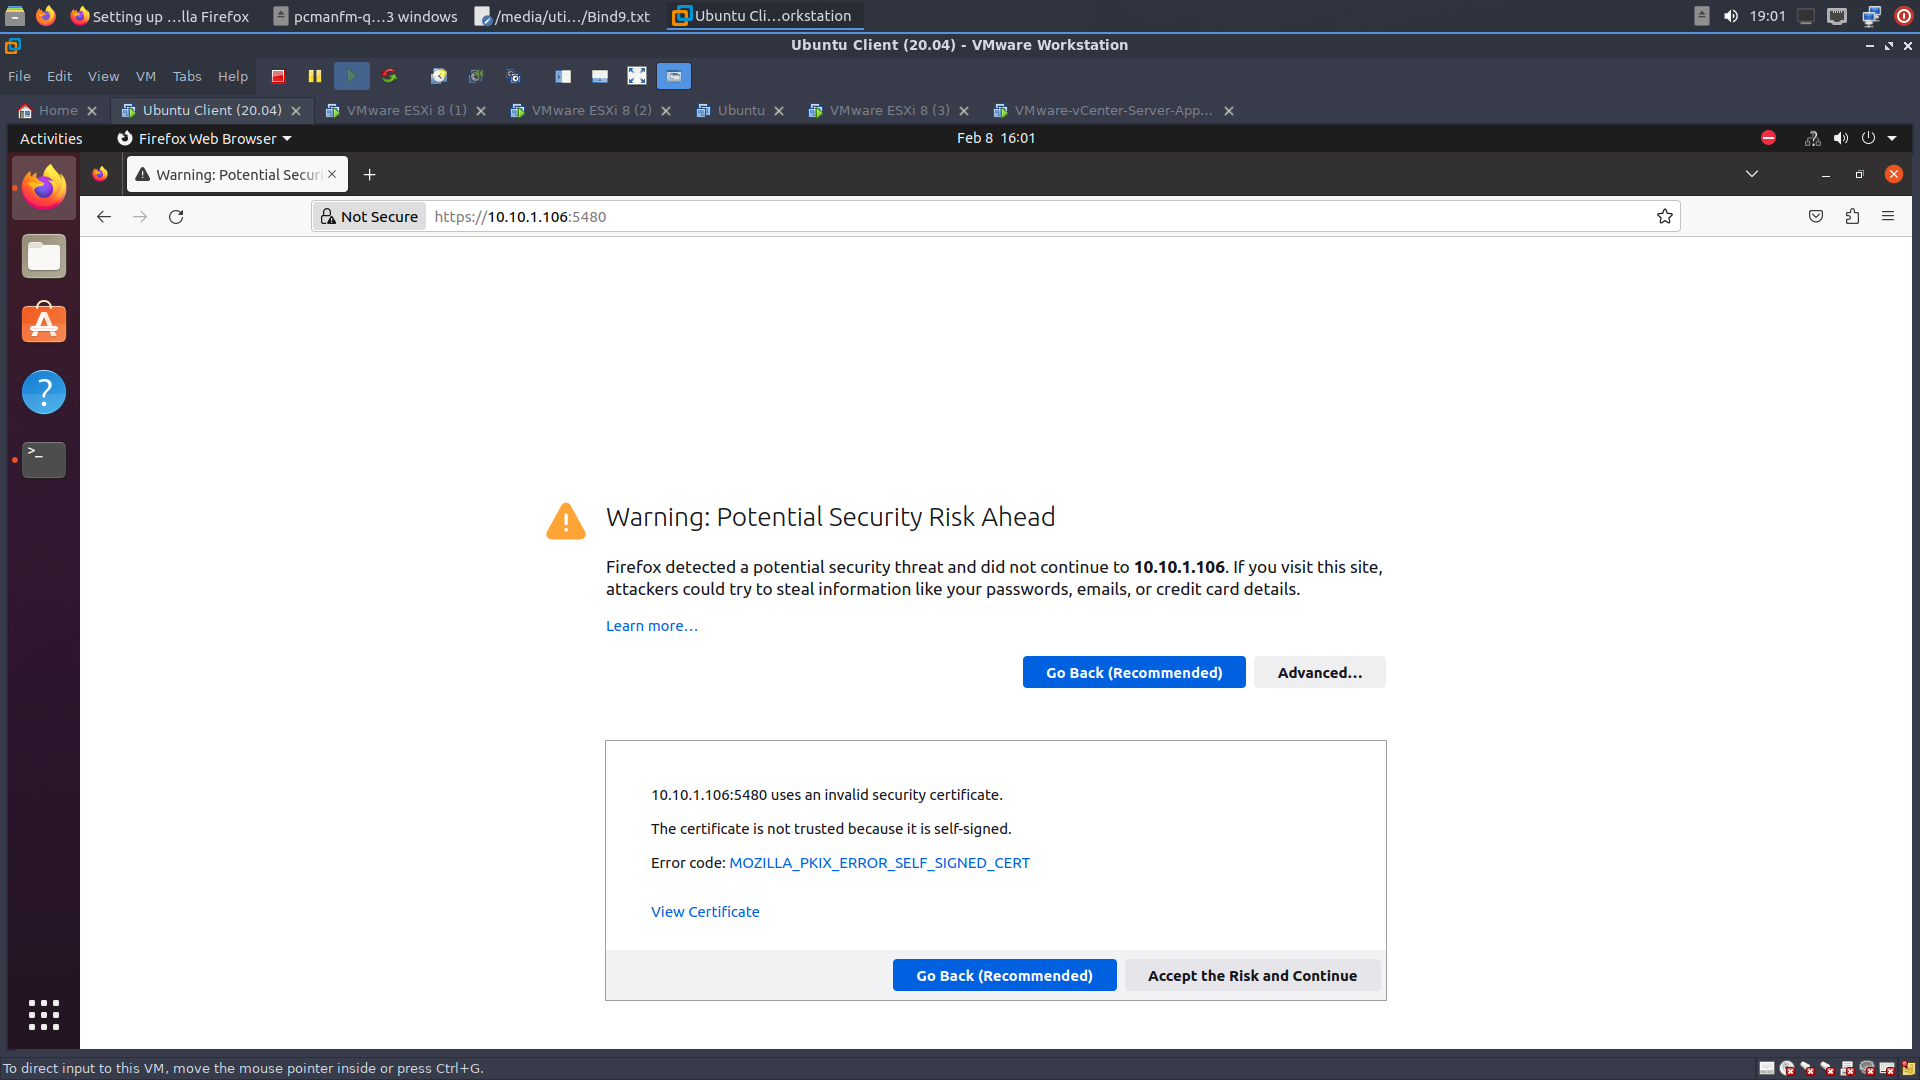 Setting up ...lla Firefox
pcmanfm-q...3 windows
/media/uti.../Bind9.txt
Ubuntu Cli...orkstation
19:01
Ubuntu Client (20.04) - VMware Workstation
File Edit View VM Tabs Help
Home
Ubuntu Client (20.04)
VMware ESXi 8 (1)
VMware ESXi 8 (2)
Ubuntu
VMware ESXi 8 (3)
VMware-vCenter-Server-App...
Activities
Firefox Web Browser
Feb 8 16:01
Warning: Potential Securi
Not Secure
https://10.10.1.106:5480
Warning: Potential Security Risk Ahead
Firefox detected a potential security threat and did not continue to 10.10.1.106. If you visit this site,
attackers could try to steal information like your passwords, emails, or credit card details.
Learn more…
Go Back (Recommended)
Advanced…
10.10.1.106:5480 uses an invalid security certificate.
The certificate is not trusted because it is self-signed.
Error code: MOZILLA_PKIX_ERROR_SELF_SIGNED_CERT
View Certificate
Go Back (Recommended)
Accept the Risk and Continue
To direct input to this VM, move the mouse pointer inside or press Ctrl+G.